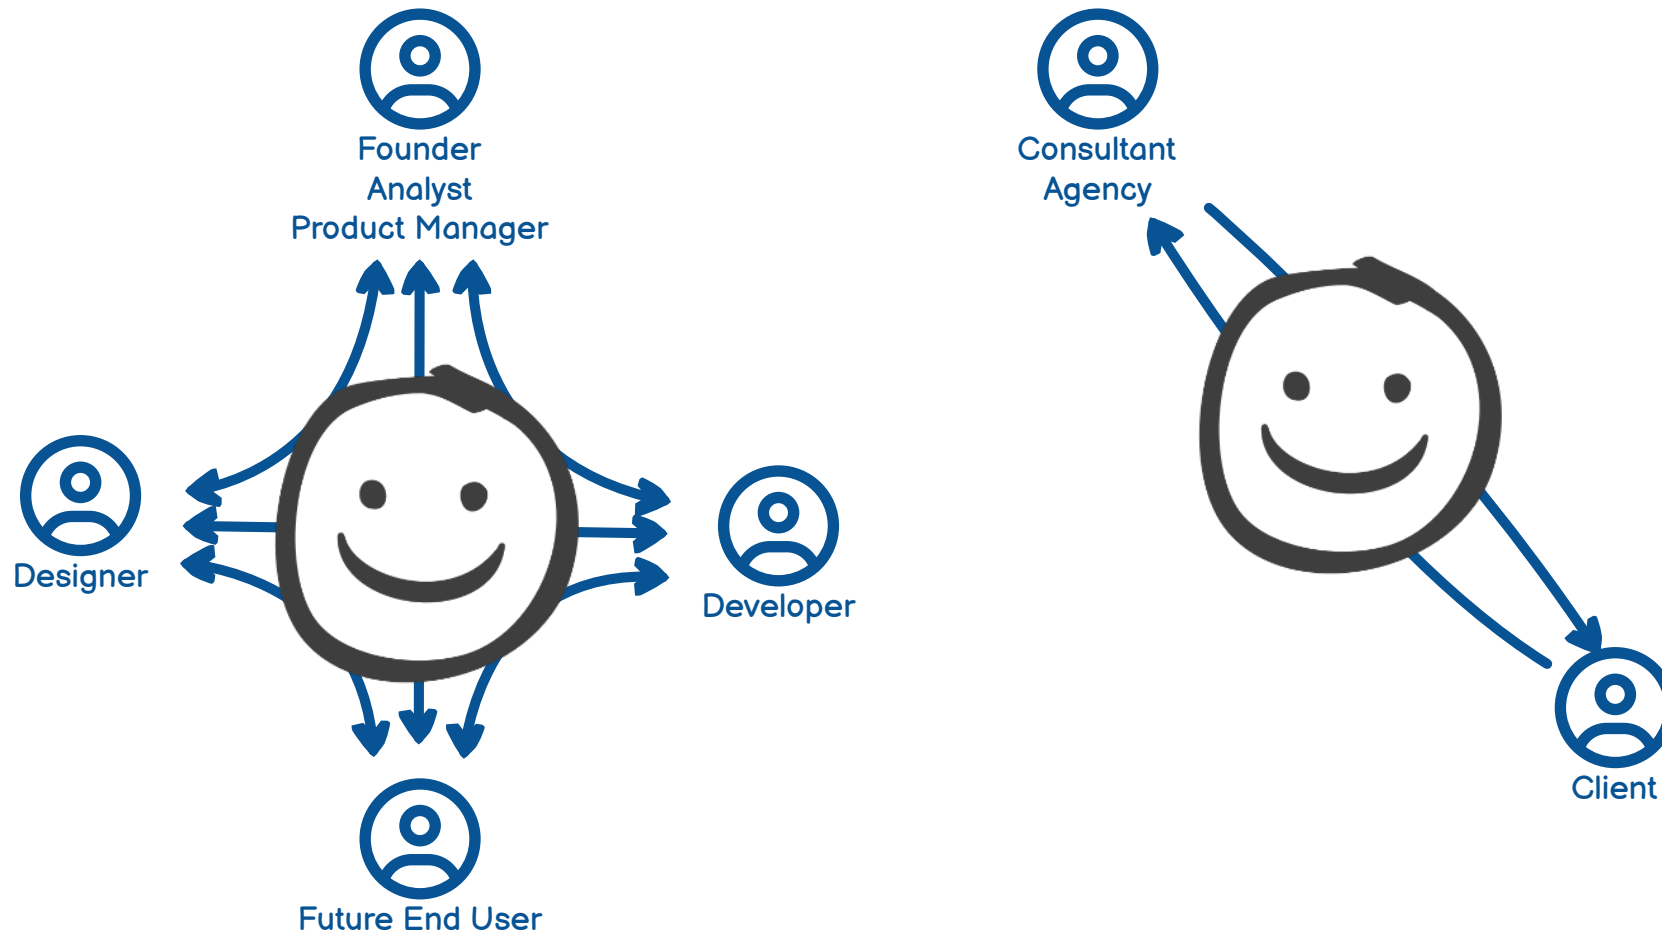 Founder
Analyst
Product Manager
Designer
Developer
Future End User
Consultant
Agency
Client